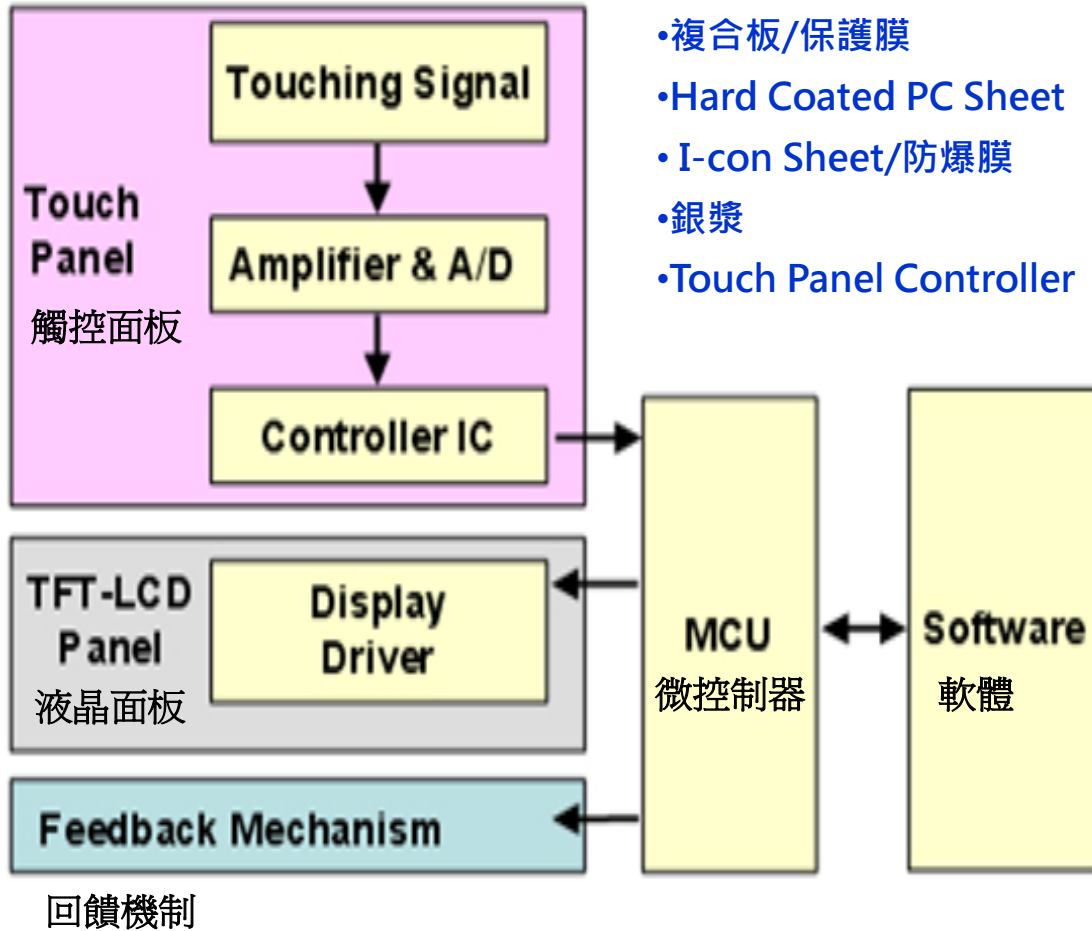 Touching Signal
Amplifier & A/D
Controller IC
Touch
Panel
觸控面板
•複合板/保護膜
•Hard Coated PC Sheet
• I-con Sheet/防爆膜
•銀漿
•Touch Panel Controller
TFT-LCD
Panel
液晶面板
Display
Driver
MCU
微控制器
Software
軟體
Feedback Mechanism
回饋機制